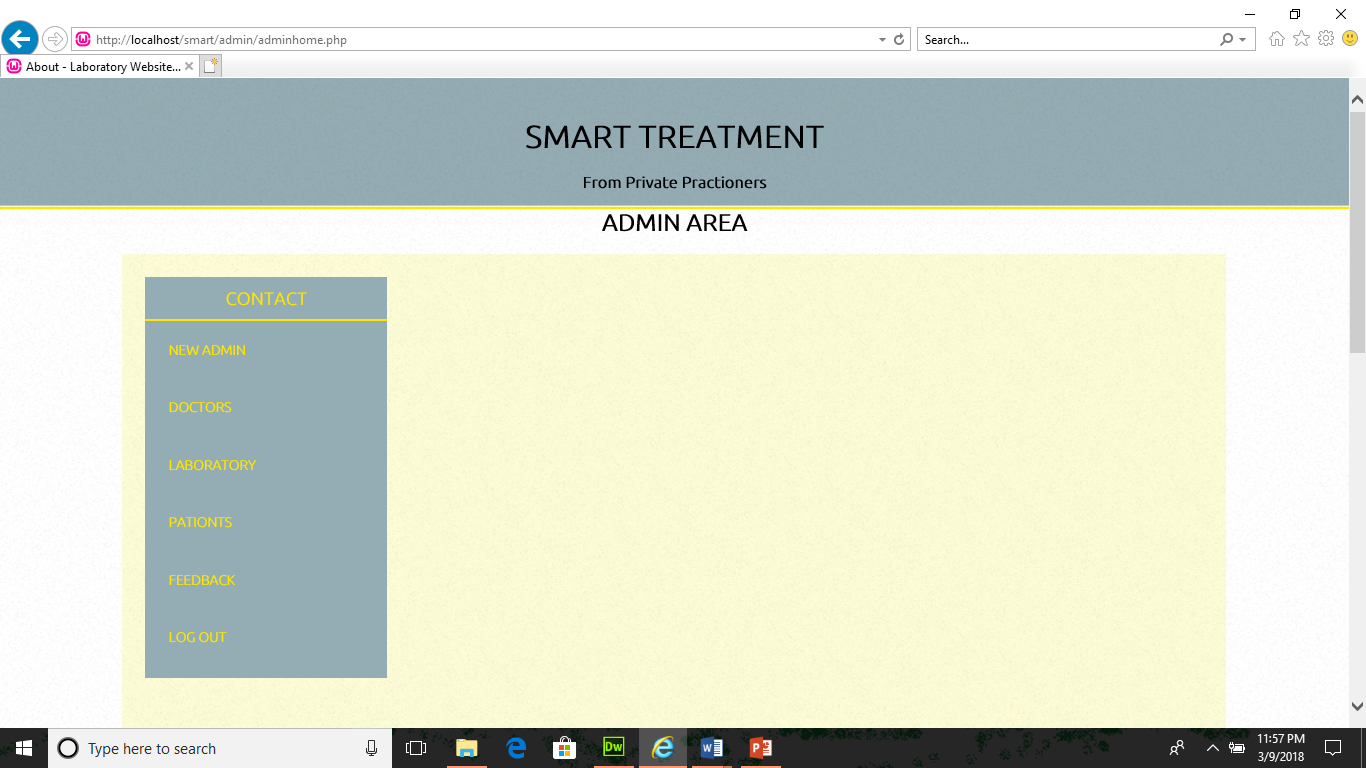 http://localhost/smart/admin/adminhome.php
Search...
About - Laboratory Website...
SMART TREATMENT
From Private Practioners
ADMIN AREA
CONTACT
NEW ADMIN
DOCTORS
LABORATORY
PATIONTS
FEEDBACK
LOG OUT
Type here to search
Dw
11:57 PM
3/9/2018